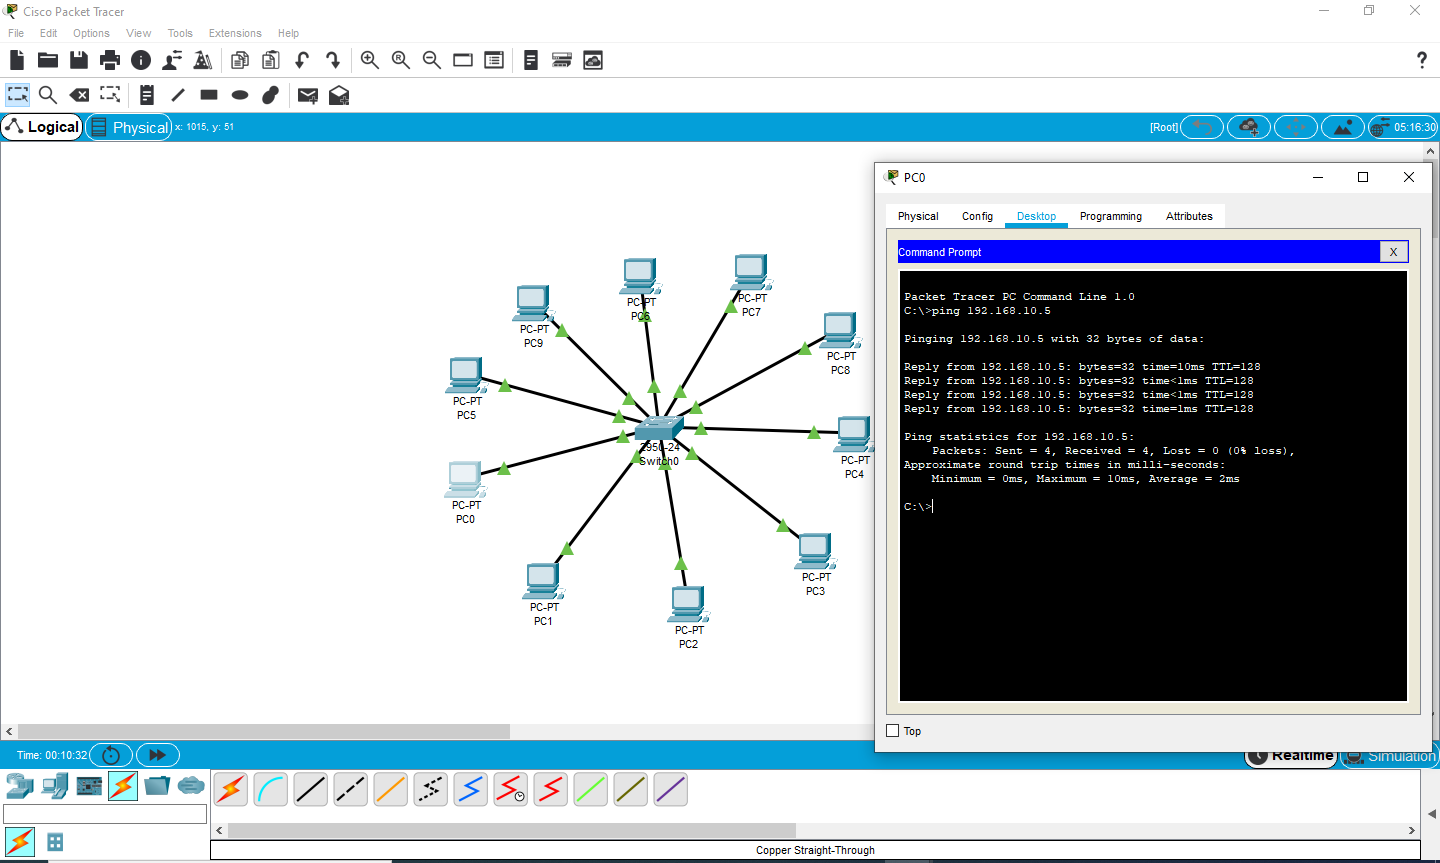 Cisco Packet Tracer
File Edit Options View Tools Extensions Help
?
Logical
Physical
x: 1015, y: 51
[Root]
05:16:30
PC0
Physical Config Desktop Programming Attributes
Command Prompt
X
Packet Tracer PC Command Line 1.0
C:\>ping 192.168.10.5
Pinging 192.168.10.5 with 32 bytes of data:
Reply from 192.168.10.5: bytes=32 time=10ms TTL=128
Reply from 192.168.10.5: bytes=32 time<1ms TTL=128
Reply from 192.168.10.5: bytes=32 time<1ms TTL=128
Reply from 192.168.10.5: bytes=32 time=1ms TTL=128
Ping statistics for 192.168.10.5:
Packets: Sent = 4, Received = 4, Lost = 0 (0% loss),
Approximate round trip times in milli-seconds:
Minimum = 0ms, Maximum = 10ms, Average = 2ms
C:\>
Top
PC-PT
PC6
PC-PT
PC7
PC-PT
PC9
PC-PT
PC8
PC-PT
PC5
2950-24
Switch0
PC-PT
PC4
PC-PT
PC0
PC-PT
PC3
PC-PT
PC1
PC-PT
PC2
Time: 00:10:32
Realtime
Simulation
Copper Straight-Through